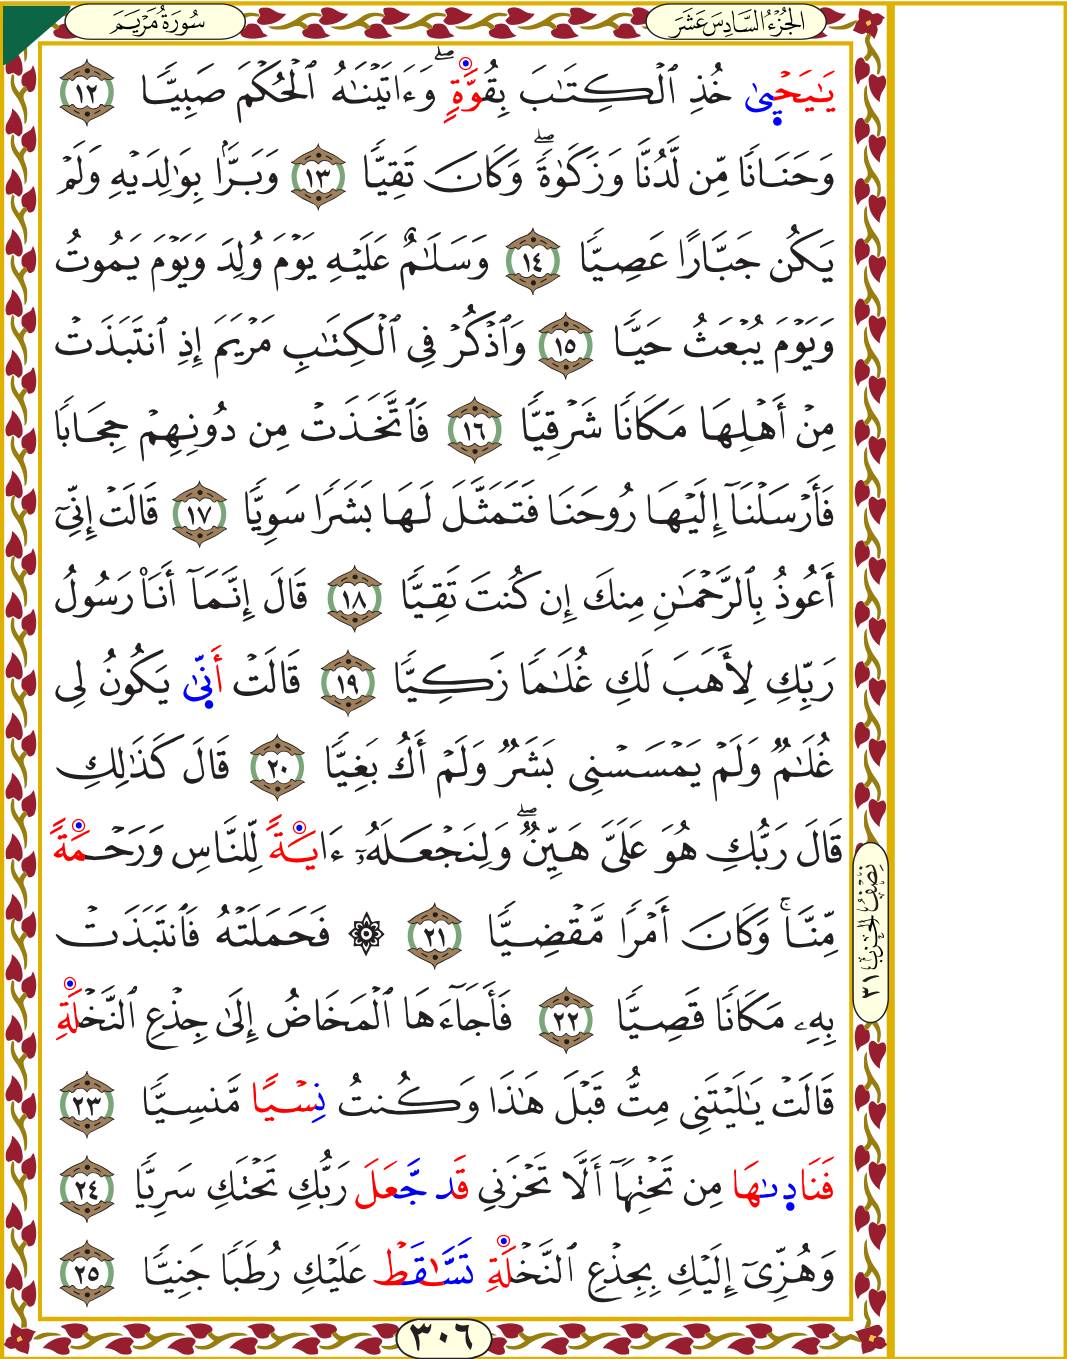 الجُزْءُ السَّادِسَ عَشَرَ
سُورَةُ مَرْيَمَ
يَٰيَحْيِىٰ خُذِ ٱلْكِتَٰبَ بِقُوَّةٍۖ وَءَاتَيْنَٰهُ ٱلْحُكْمَ صَبِيًّا ١٢
وَحَنَانًا مِّن لَّدُنَّا وَزَكَوٰةًۖ وَكَانَ تَقِيًّا ١٣ وَبَرًّۢا بِوَٰلِدَيْهِ وَلَمْ
يَكُن جَبَّارًا عَصِيًّا ١٤ وَسَلَٰمٌ عَلَيْهِ يَوْمَ وُلِدَ وَيَوْمَ يَمُوتُ
وَيَوْمَ يُبْعَثُ حَيًّا ١٥ وَٱذْكُرْ فِى ٱلْكِتَٰبِ مَرْيَمَ إِذِ ٱنتَبَذَتْ
مِنْ أَهْلِهَا مَكَانًا شَرْقِيًّا ١٦ فَٱتَّخَذَتْ مِن دُونِهِمْ حِجَابًا
فَأَرْسَلْنَآ إِلَيْهَا رُوحَنَا فَتَمَثَّلَ لَهَا بَشَرًا سَوِيًّا ١٧ قَالَتْ إِنِّىٓ
أَعُوذُ بِٱلرَّحْمَٰنِ مِنكَ إِن كُنتَ تَقِيًّا ١٨ قَالَ إِنَّمَآ أَنَا۠ رَسُولُ
رَبِّكِ لِأَهَبَ لَكِ غُلَٰمًا زَكِيًّا ١٩ قَالَتْ أَنِّىٰ يَكُونُ لِى
غُلَٰمٌ وَلَمْ يَمْسَسْنِى بَشَرٌ وَلَمْ أَكُ بَغِيًّا ٢٠ قَالَ كَذَٰلِكِ
قَالَ رَبُّكِ هُوَ عَلَىَّ هَيِّنٌۖ وَلِنَجْعَلَهُۥٓ ءَايَةً لِّلنَّاسِ وَرَحْمَةً
مِّنَّاۚ وَكَانَ أَمْرًا مَّقْضِيًّا ٢١ ۞ فَحَمَلَتْهُ فَٱنتَبَذَتْ
بِهِۦ مَكَانًا قَصِيًّا ٢٢ فَأَجَآءَهَا ٱلْمَخَاضُ إِلَىٰ جِذْعِ ٱلنَّخْلَةِ
قَالَتْ يَٰلَيْتَنِى مِتُّ قَبْلَ هَٰذَا وَكُنتُ نِسْيًا مَّنسِيًّا ٢٣
فَنَادِىٰهَا مِن تَحْتِهَآ أَلَّا تَحْزَنِى قَد جَّعَلَ رَبُّكِ تَحْتَكِ سَرِيًّا ٢٤
وَهُزِّىٓ إِلَيْكِ بِجِذْعِ ٱلنَّخْلَةِ تَسَّٰقَطْ عَلَيْكِ رُطَبًا جَنِيًّا ٢٥
نِصْفُ الحِزْبِ ٣١
٣٠٦